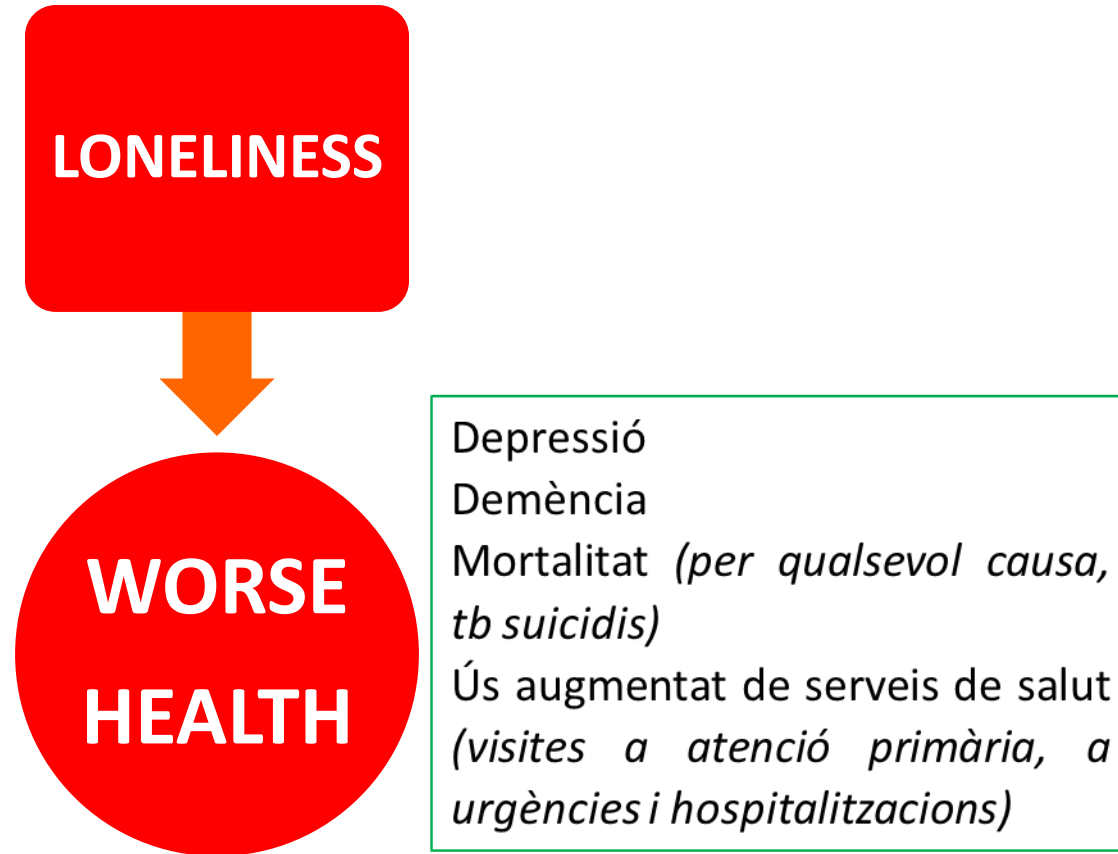 LONELINESS
WORSE
HEALTH
Depressió
Demència
Mortalitat (per qualsevol causa,
tb suicidis)
Ús augmentat de serveis de salut
(visites a atenció primària, a
urgències i hospitalitzacions)